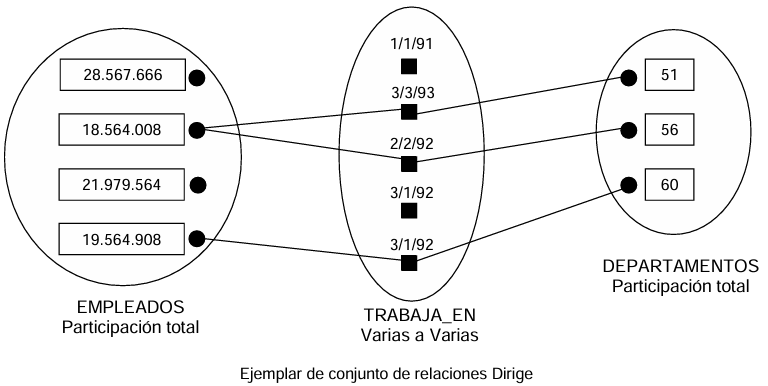 28.567.666
18.564.008
21.979.564
19.564.908
EMPLEADOS
Participación total
1/1/91
3/3/93
2/2/92
3/1/92
3/1/92
TRABAJA_EN
Varias a Varias
51
56
60
DEPARTAMENTOS
Participación total
Ejemplar de conjunto de relaciones Dirige